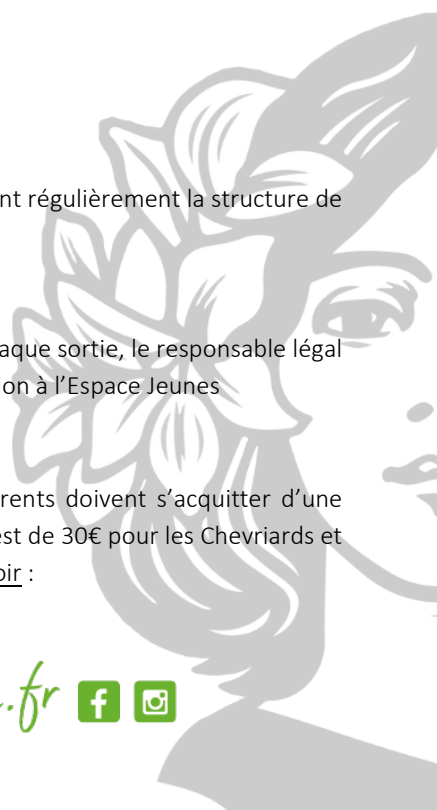 nt régulièrement la structure de
aque sortie, le responsable légal
ion à l'Espace Jeunes
rents doivent s'acquitter d'une
est de 30€ pour les Chevriards et
oir :
.fr